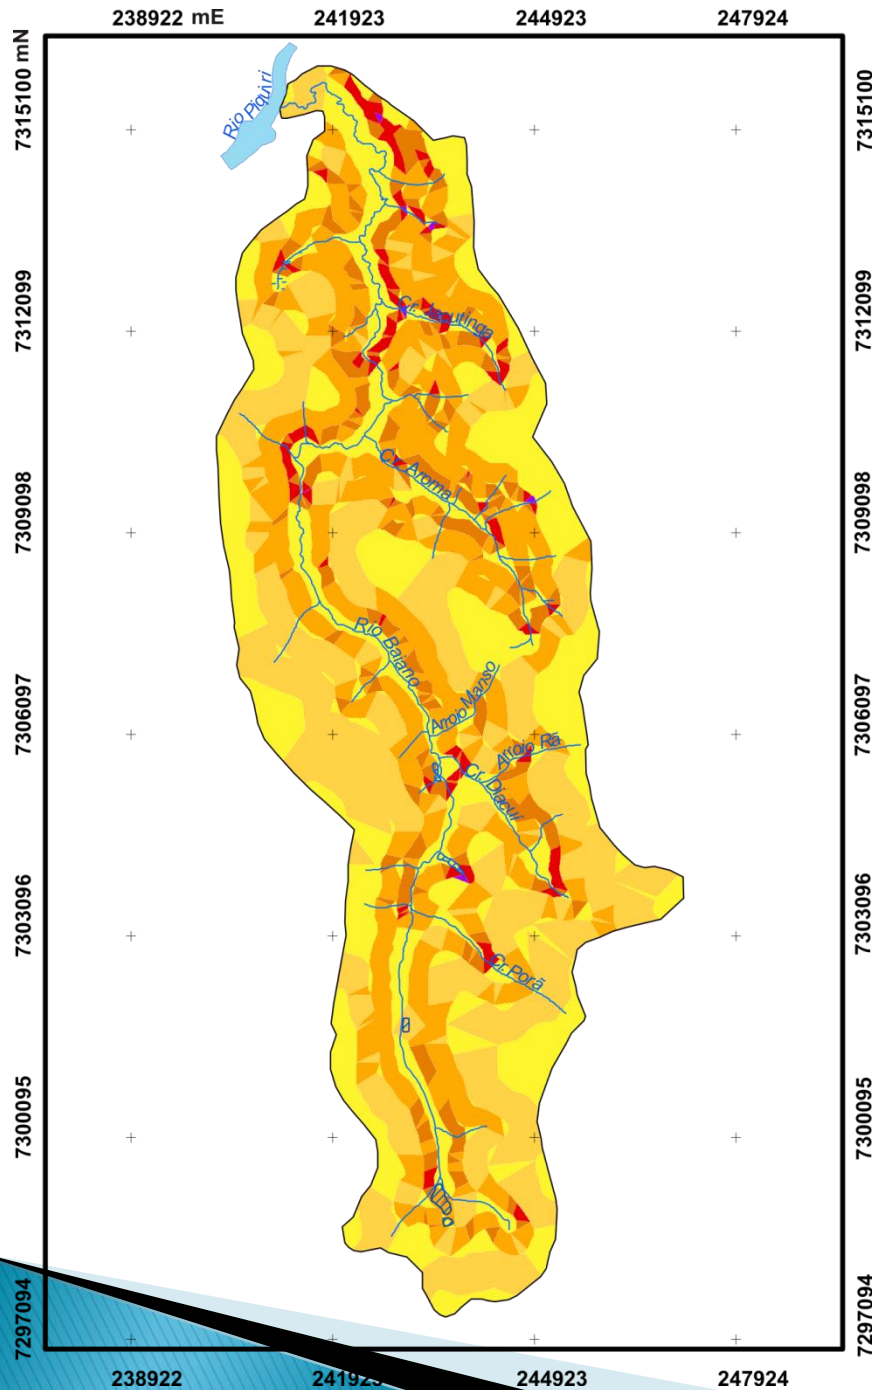 238922 mE
241923
244923
247924
7315100 mN
7315100
Rio Piquiri
7312099
7312099
Cr. Jacutinga
7309098
7309098
Cr. Aroma
Rio Baiano
Arroio Manso
7306097
7306097
Arroio Rã
Cr. Diacuí
7303096
7303096
Cr. Porã
7300095
7300095
7297094
7297094
238922
241923
244923
247924